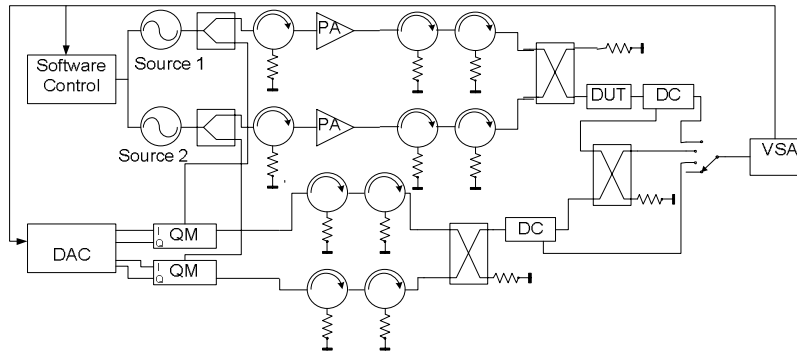 Software
Control
Source 1
PA
Source 2
PA
DUT
DC
VSA
DAC
I
Q
QM
I
Q
QM
DC